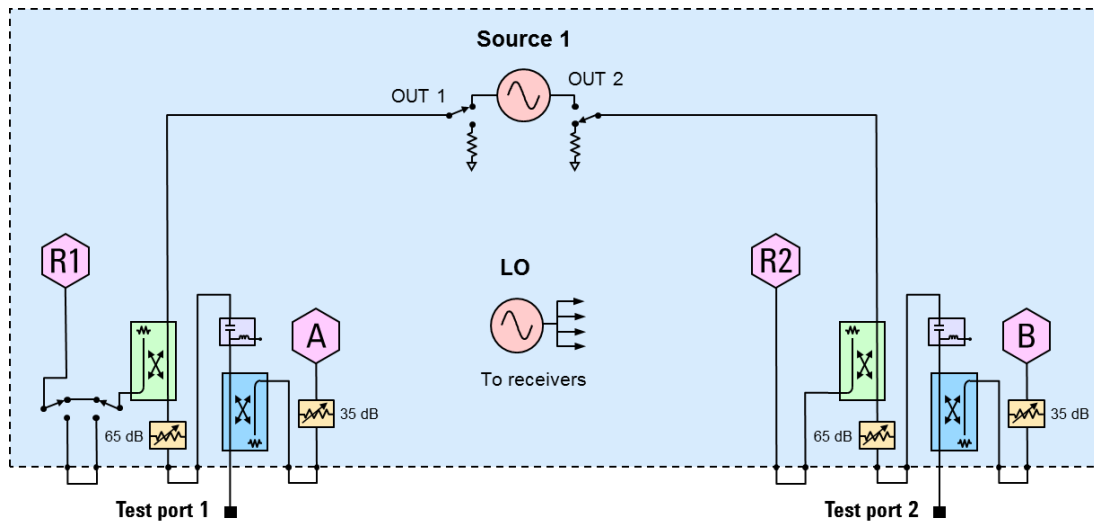 Source 1
OUT 1
OUT 2
R1
R2
LO
A
B
To receivers
65 dB
35 dB
65 dB
35 dB
Test port 1
Test port 2